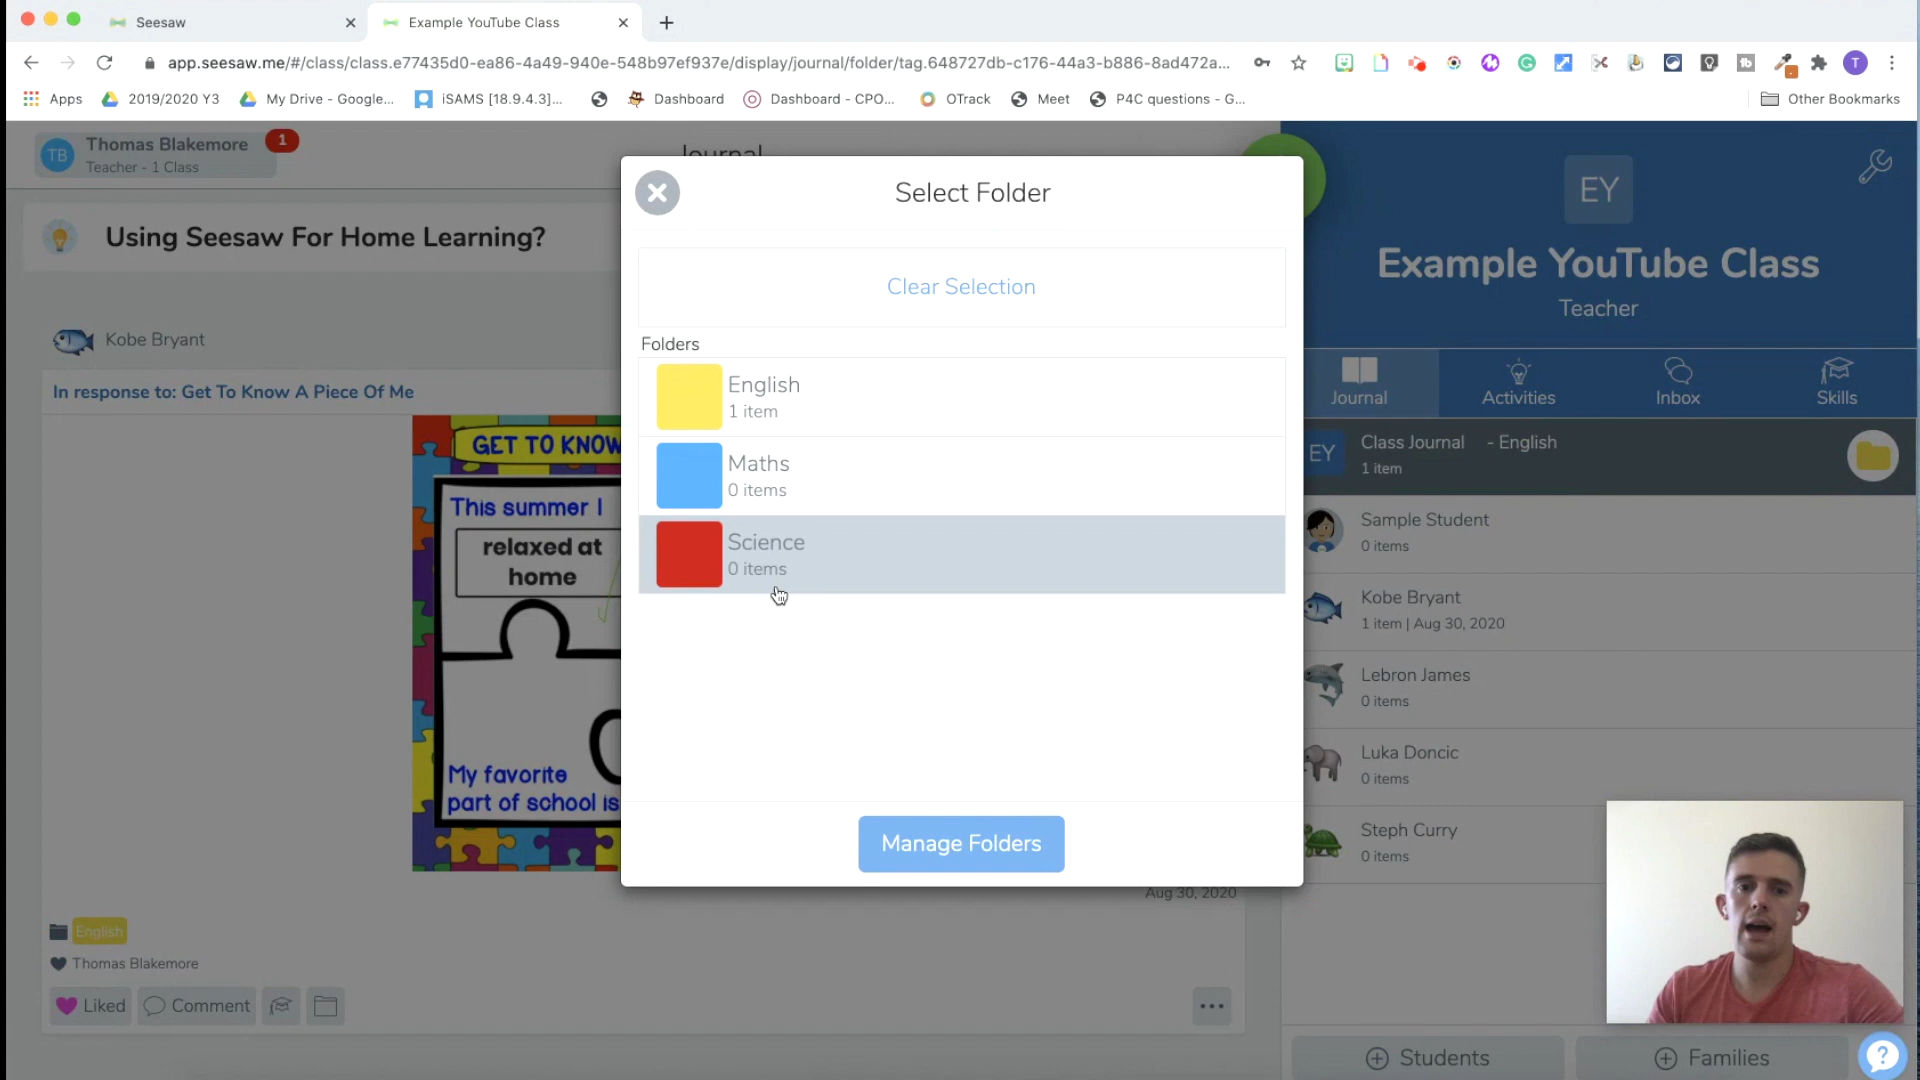 Seesaw
Example YouTube Class
app.seesaw.me/#/class/class.e77435d0-ea86-4a49-940e-548b97ef937e/display/journal/folder/tag.648727db-c176-44a3-b886-8ad472a...
T
Apps
2019/2020 Y3
My Drive - Google...
iSAMS [18.9.4.3]...
Dashboard
Dashboard - CPO...
OTrack
Meet
P4C questions - G...
Other Bookmarks
TB
Thomas Blakemore
1
Teacher - 1 Class
Journal
Using Seesaw For Home Learning?
Kobe Bryant
In response to: Get To Know A Piece Of Me
GET TO KNOW
This summer I
relaxed at
home
My favorite
part of school is
Aug 30, 2020
English
Thomas Blakemore
Liked
Comment
Select Folder
Clear Selection
Folders
English
1 item
Maths
0 items
Science
0 items
Manage Folders
EY
Example YouTube Class
Teacher
Journal
Activities
Inbox
Skills
EY
Class Journal - English
1 item
Sample Student
0 items
Kobe Bryant
1 item | Aug 30, 2020
Lebron James
0 items
Luka Doncic
0 items
Steph Curry
0 items
Students
Families
?